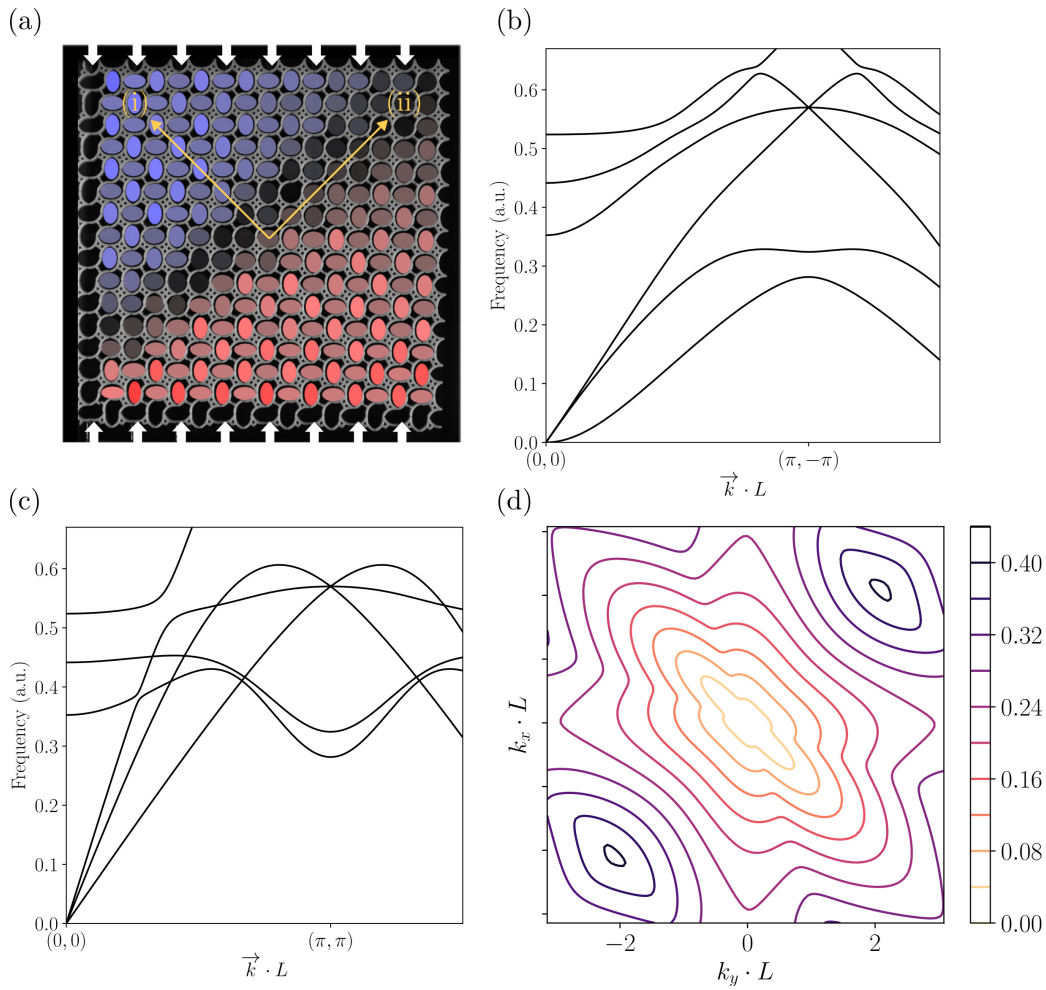 (a)
(i)
(ii)
(b)
Frequency (a.u.)
0.6
0.5
0.4
0.3
0.2
0.1
0.0
(0, 0)
(π, −π)
k⃗ · L
(c)
Frequency (a.u.)
0.6
0.5
0.4
0.3
0.2
0.1
0.0
(0, 0)
(π, π)
k⃗ · L
(d)
k_x · L
−2
0
2
k_y · L
0.40
0.32
0.24
0.16
0.08
0.00